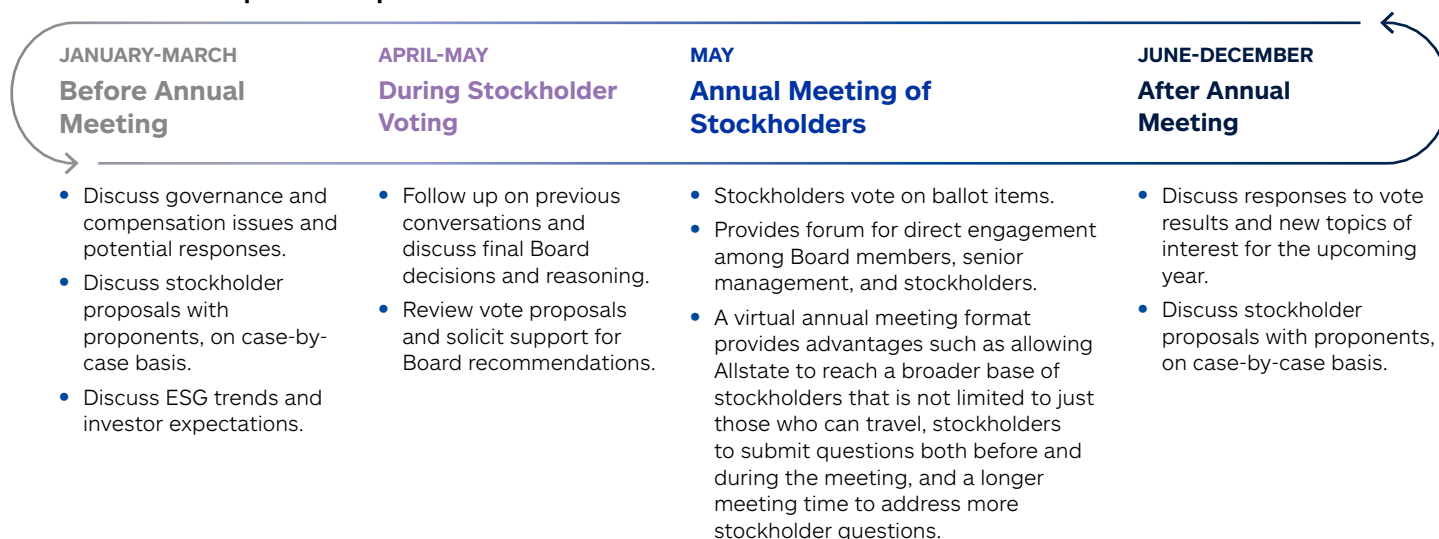 JANUARY-MARCH
Before Annual
Meeting
• Discuss governance and
compensation issues and
potential responses.
• Discuss stockholder
proposals with
proponents, on case-by-
case basis.
• Discuss ESG trends and
investor expectations.
APRIL-MAY
During Stockholder
Voting
• Follow up on previous
conversations and
discuss final Board
decisions and reasoning.
• Review vote proposals
and solicit support for
Board recommendations.
MAY
Annual Meeting of
Stockholders
• Stockholders vote on ballot items.
• Provides forum for direct engagement
among Board members, senior
management, and stockholders.
• A virtual annual meeting format
provides advantages such as allowing
Allstate to reach a broader base of
stockholders that is not limited to just
those who can travel, stockholders
to submit questions both before and
during the meeting, and a longer
meeting time to address more
stockholder questions.
JUNE-DECEMBER
After Annual
Meeting
• Discuss responses to vote
results and new topics of
interest for the upcoming
year.
• Discuss stockholder
proposals with proponents,
on case-by-case basis.